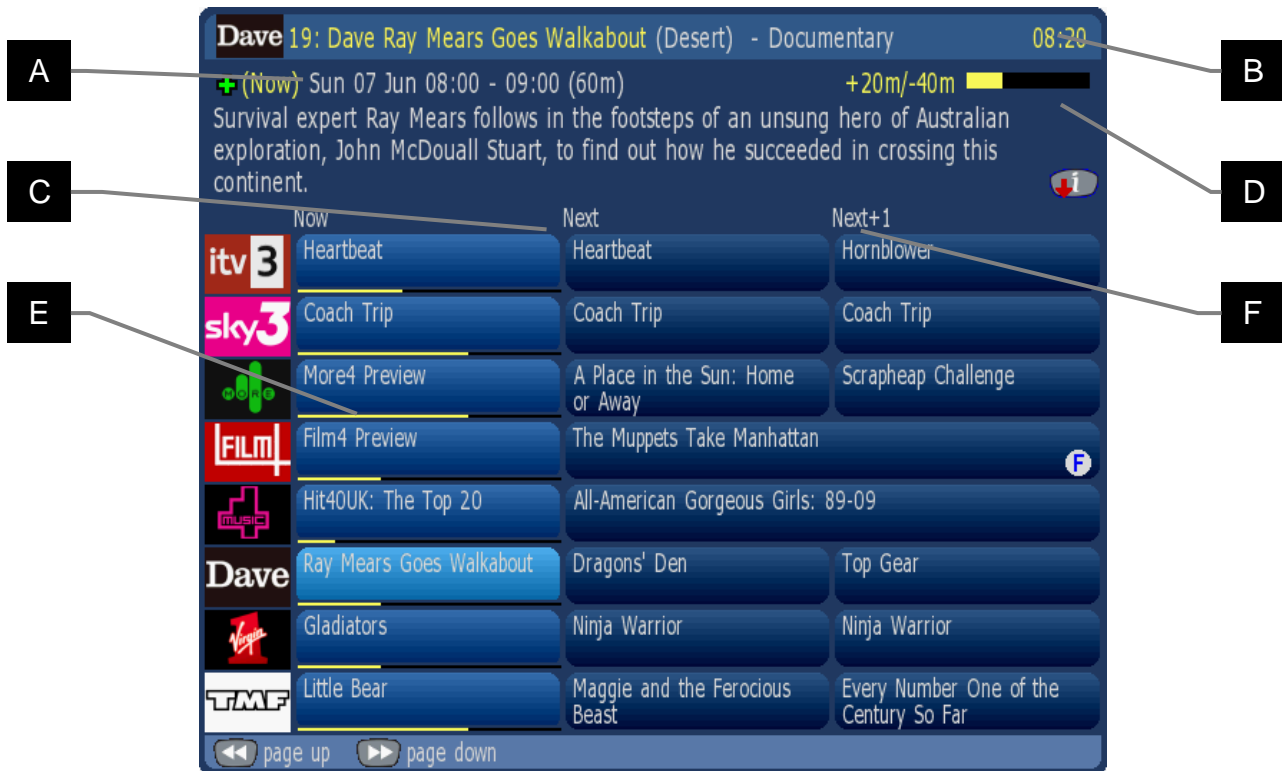 Dave 19: Dave Ray Mears Goes Walkabout (Desert) - Documentary 08:20
A
B
(Now) Sun 07 Jun 08:00 - 09:00 (60m) +20m/-40m
Survival expert Ray Mears follows in the footsteps of an unsung hero of Australian
exploration, John McDouall Stuart, to find out how he succeeded in crossing this
continent.
i
C
D
Now Next Next+1
itv 3 Heartbeat Heartbeat Hornblower
E
F
sky3 Coach Trip Coach Trip Coach Trip
MORE More4 Preview A Place in the Sun: Home or Away Scrapheap Challenge
FILM4 Film4 Preview The Muppets Take Manhattan F
4 MUSIC Hit40UK: The Top 20 All-American Gorgeous Girls: 89-09
Dave Ray Mears Goes Walkabout Dragons' Den Top Gear
Virgin 1 Gladiators Ninja Warrior Ninja Warrior
TMF Little Bear Maggie and the Ferocious Beast Every Number One of the Century So Far
page up page down